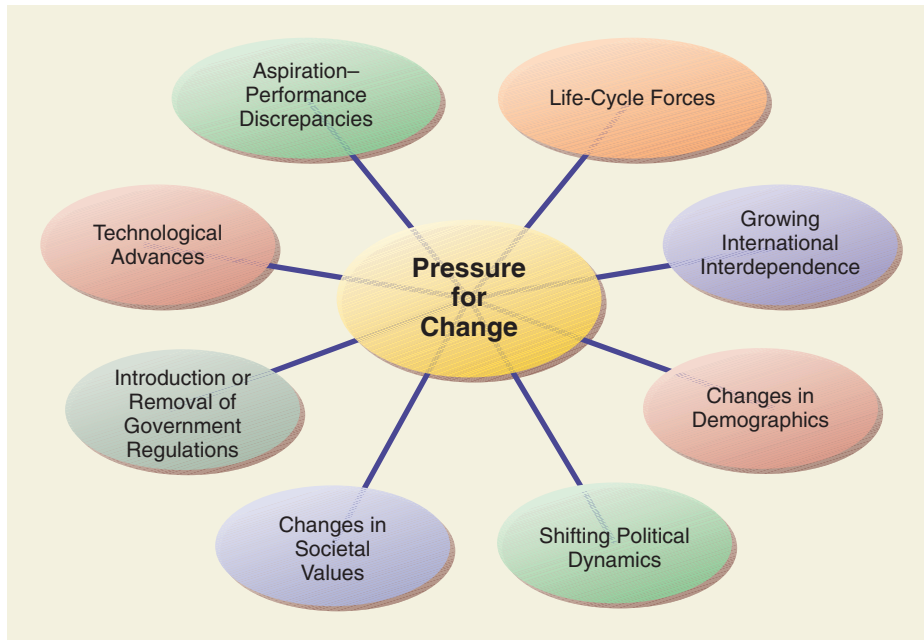 Aspiration–
Performance
Discrepancies
Life-Cycle Forces
Technological
Advances
Growing
International
Interdependence
Pressure
for
Change
Introduction or
Removal of
Government
Regulations
Changes in
Demographics
Changes in
Societal
Values
Shifting Political
Dynamics